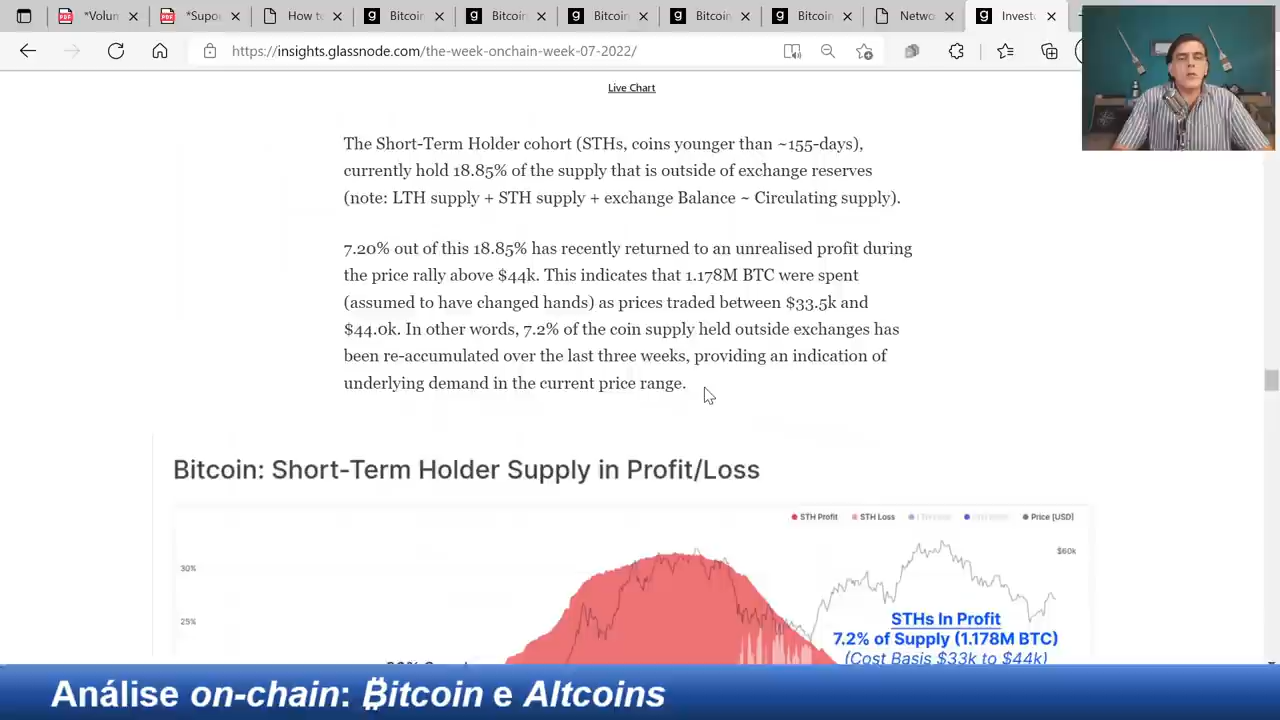 *Volun
*Supo
How to
Bitcoin
Bitcoin
Bitcoin
Bitcoin
Bitcoin
Netwo
Invest
https://insights.glassnode.com/the-week-onchain-week-07-2022/
Live Chart
The Short-Term Holder cohort (STHs, coins younger than ~155-days),
currently hold 18.85% of the supply that is outside of exchange reserves
(note: LTH supply + STH supply + exchange Balance ~ Circulating supply).
7.20% out of this 18.85% has recently returned to an unrealised profit during
the price rally above $44k. This indicates that 1.178M BTC were spent
(assumed to have changed hands) as prices traded between $33.5k and
$44.0k. In other words, 7.2% of the coin supply held outside exchanges has
been re-accumulated over the last three weeks, providing an indication of
underlying demand in the current price range.
Bitcoin: Short-Term Holder Supply in Profit/Loss
STH Profit STH Loss Price [USD]
30%
$60k
25%
STHs In Profit
7.2% of Supply (1.178M BTC)
(Cost Basis $33k to $44k)
Análise on-chain: ₿itcoin e Altcoins